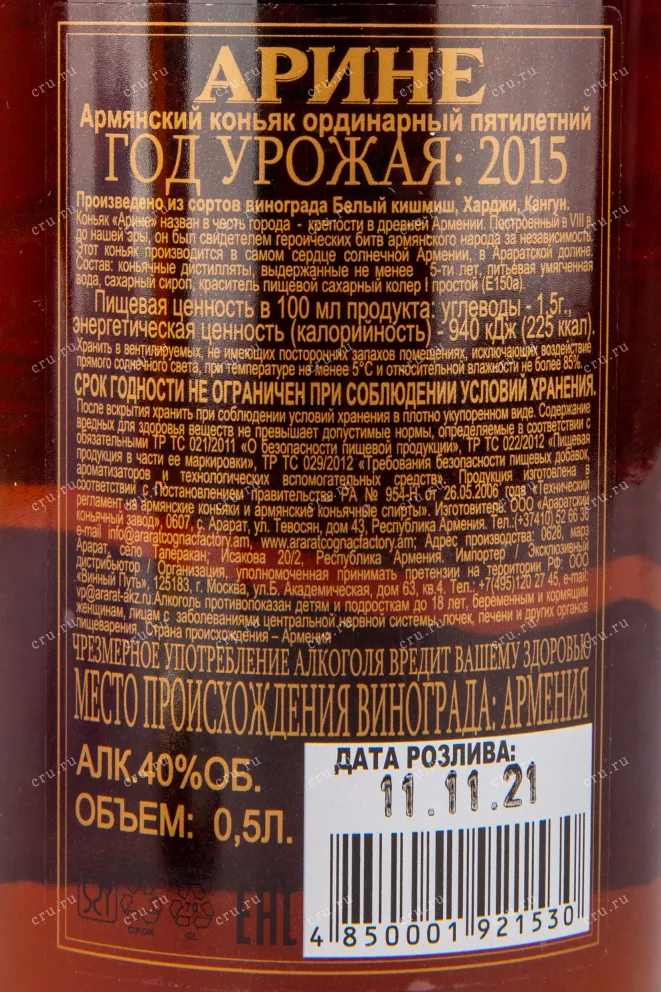 АРИНЕ
Армянский коньяк ординарный пятилетний
ГОД УРОЖАЯ: 2015
Произведено из сортов винограда Белый кишмиш, Харджи, Кангун.
Коньяк «Арине» назван в честь города - крепости в древней Армении. Построенный в VIII в.
до нашей эры, он был свидетелем героических битв армянского народа за независимость.
Этот коньяк производится в самом сердце солнечной Армении, в Араратской долине.
Состав: коньячные дистилляты, выдержанные не менее 5-ти лет, питьевая умягченная
вода, сахарный сироп, краситель пищевой сахарный колер I простой (Е150а).
Пищевая ценность в 100 мл продукта: углеводы - 1,5г.,
энергетическая ценность (калорийность) - 940 кДж (225 ккал).
Хранить в вентилируемых, не имеющих посторонних запахов помещениях, исключающих воздействие
прямого солнечного света, при температуре не менее 5°С и относительной влажности не более 85%.
СРОК ГОДНОСТИ НЕ ОГРАНИЧЕН ПРИ СОБЛЮДЕНИИ УСЛОВИЙ ХРАНЕНИЯ.
После вскрытия хранить при соблюдении условий хранения в плотно укупоренном виде. Содержание
вредных для здоровья веществ не превышает допустимые нормы, определяемые в соответствии с
обязательными ТР ТС 021/2011 «О безопасности пищевой продукции», ТР ТС 022/2012 «Пищевая
продукция в части ее маркировки», ТР ТС 029/2012 «Требования безопасности пищевых добавок,
ароматизаторов и технологических вспомогательных средств». Продукция изготовлена в
соответствии с Постановлением Правительства РА № 954-Н от 26.05.2006 года «Технический
регламент на армянские коньяки и армянские коньячные спирты». Изготовитель: ООО «Араратский
коньячный завод», 0607, г. Арарат, ул. Тевосян, дом 43, Республика Армения. Тел.:(+37410) 52 66 36
e-mail info@araratcognacfactory.am, www.araratcognacfactory.am; Адрес производства: 0628, марз
Арарат, село Таперакан; Исакова 20/2, Республика Армения. Импортер / Эксклюзивный
дистрибьютор / Организация, уполномоченная принимать претензии на территории РФ: ООО
«Винный Путь», 125183, г. Москва, ул.Б. Академическая, дом 63, кв.4. Тел.: +7(495)120 27 45, e-mail:
vp@ararat-akz.ru.Алкоголь противопоказан детям и подросткам до 18 лет, беременным и кормящим
женщинам, лицам с заболеваниями центральной нервной системы, почек, печени и других органов
пищеварения. Страна происхождения – Армения
ЧРЕЗМЕРНОЕ УПОТРЕБЛЕНИЕ АЛКОГОЛЯ ВРЕДИТ ВАШЕМУ ЗДОРОВЬЮ
МЕСТО ПРОИСХОЖДЕНИЯ ВИНОГРАДА: АРМЕНИЯ
АЛК.40%ОБ.
ОБЪЕМ: 0,5Л.
ДАТА РОЗЛИВА:
11.11.21
C/FOR
70
GL
EAC
4 850001 921530
cru.ru